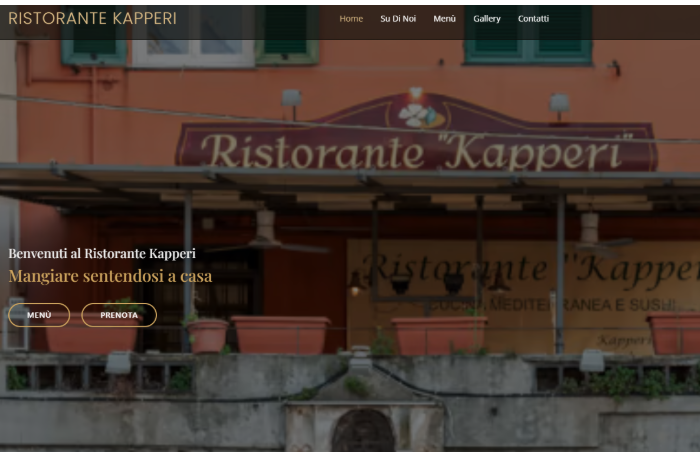 RISTORANTE KAPPERI
Home Su Di Noi Menù Gallery Contatti
Ristorante "Kapperi"
Benvenuti al Ristorante Kapperi
Mangiare sentendosi a casa
MENÙ PRENOTA
Ristorante "Kapper
CUCINA MEDITERRANEA E SUSHI
Kapperi